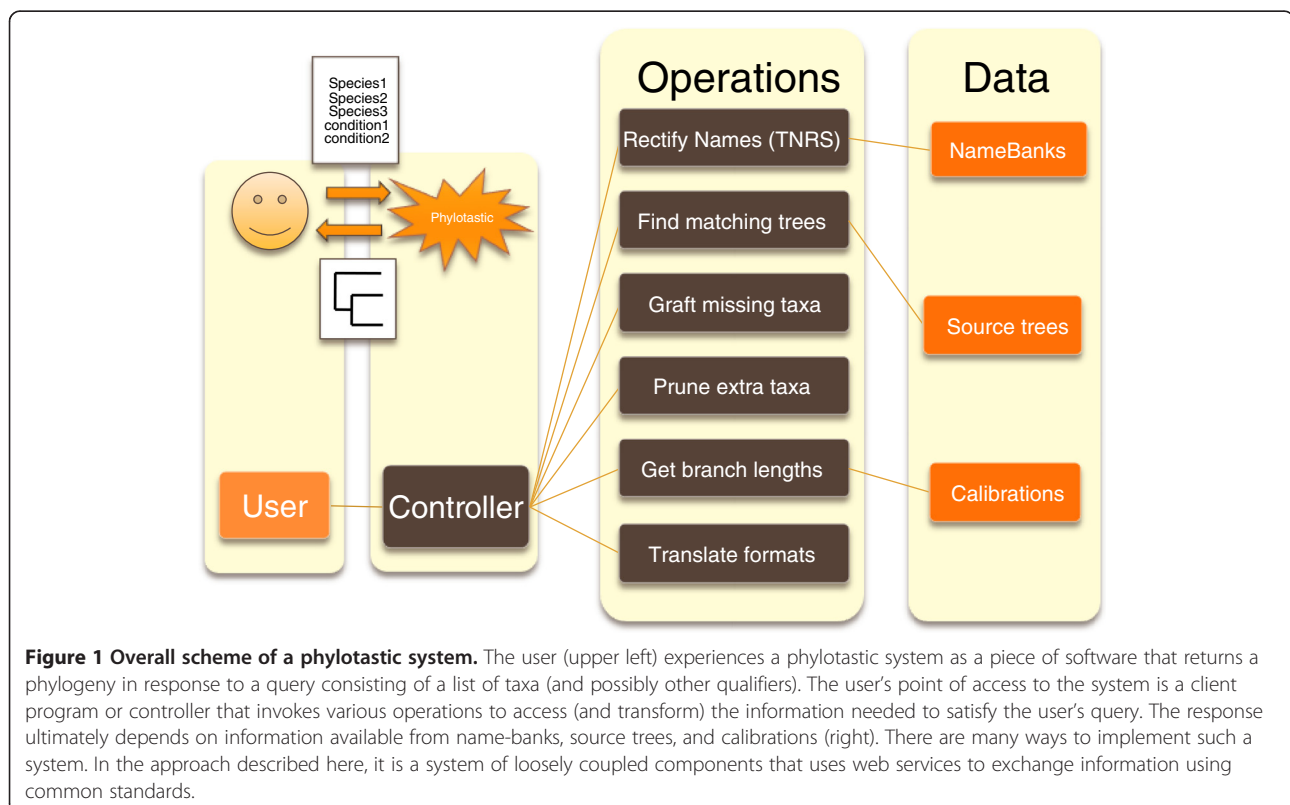 Species1
Species2
Species3
condition1
condition2
Phylotastic
User
Controller
Operations
Rectify Names (TNRS)
Find matching trees
Graft missing taxa
Prune extra taxa
Get branch lengths
Translate formats
Data
NameBanks
Source trees
Calibrations
Figure 1 Overall scheme of a phylotastic system. The user (upper left) experiences a phylotastic system as a piece of software that returns a
phylogeny in response to a query consisting of a list of taxa (and possibly other qualifiers). The user's point of access to the system is a client
program or controller that invokes various operations to access (and transform) the information needed to satisfy the user's query. The response
ultimately depends on information available from name-banks, source trees, and calibrations (right). There are many ways to implement such a
system. In the approach described here, it is a system of loosely coupled components that uses web services to exchange information using
common standards.